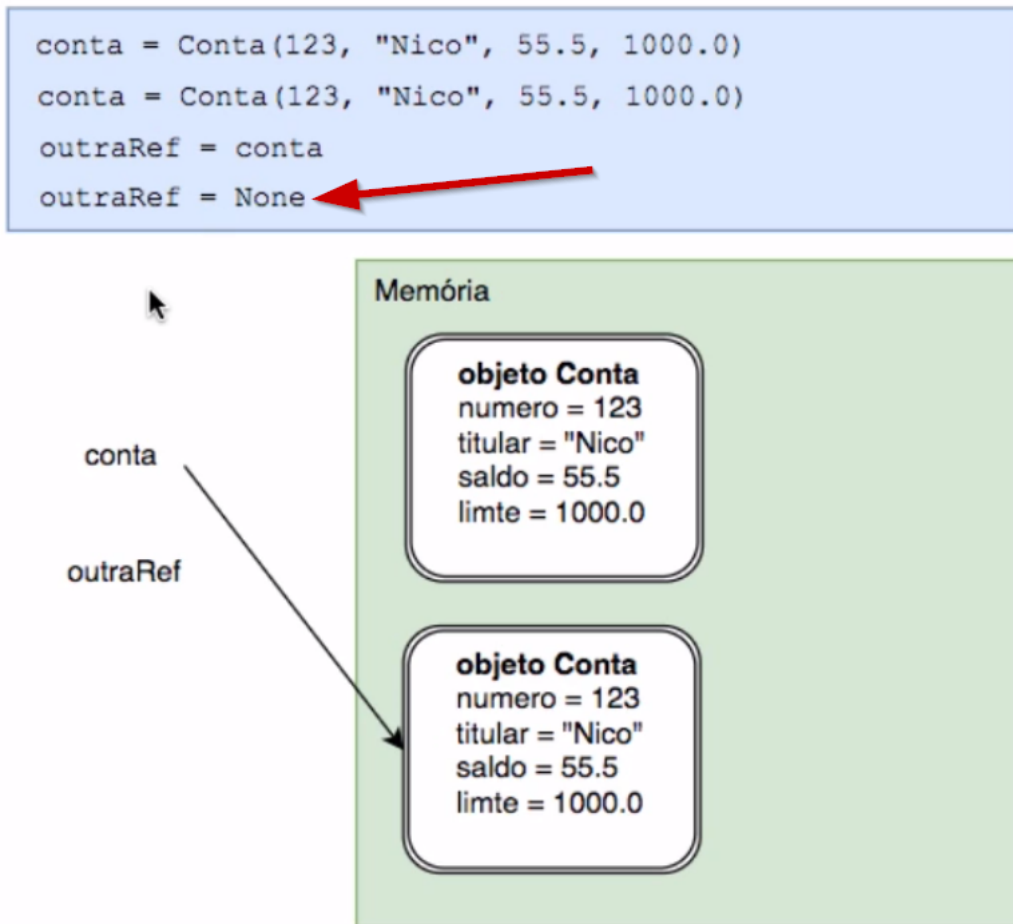 conta = Conta(123, "Nico", 55.5, 1000.0)
conta = Conta(123, "Nico", 55.5, 1000.0)
outraRef = conta
outraRef = None
Memória
objeto Conta
numero = 123
titular = "Nico"
saldo = 55.5
limte = 1000.0
conta
outraRef
objeto Conta
numero = 123
titular = "Nico"
saldo = 55.5
limte = 1000.0